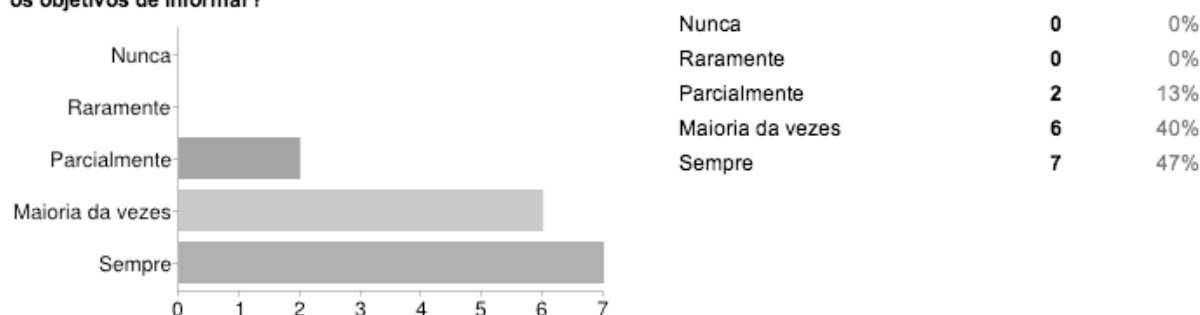 os objetivos de informar?
Nunca
Raramente
Parcialmente
Maioria da vezes
Sempre
0 1 2 3 4 5 6 7
Nunca 0 0%
Raramente 0 0%
Parcialmente 2 13%
Maioria da vezes 6 40%
Sempre 7 47%